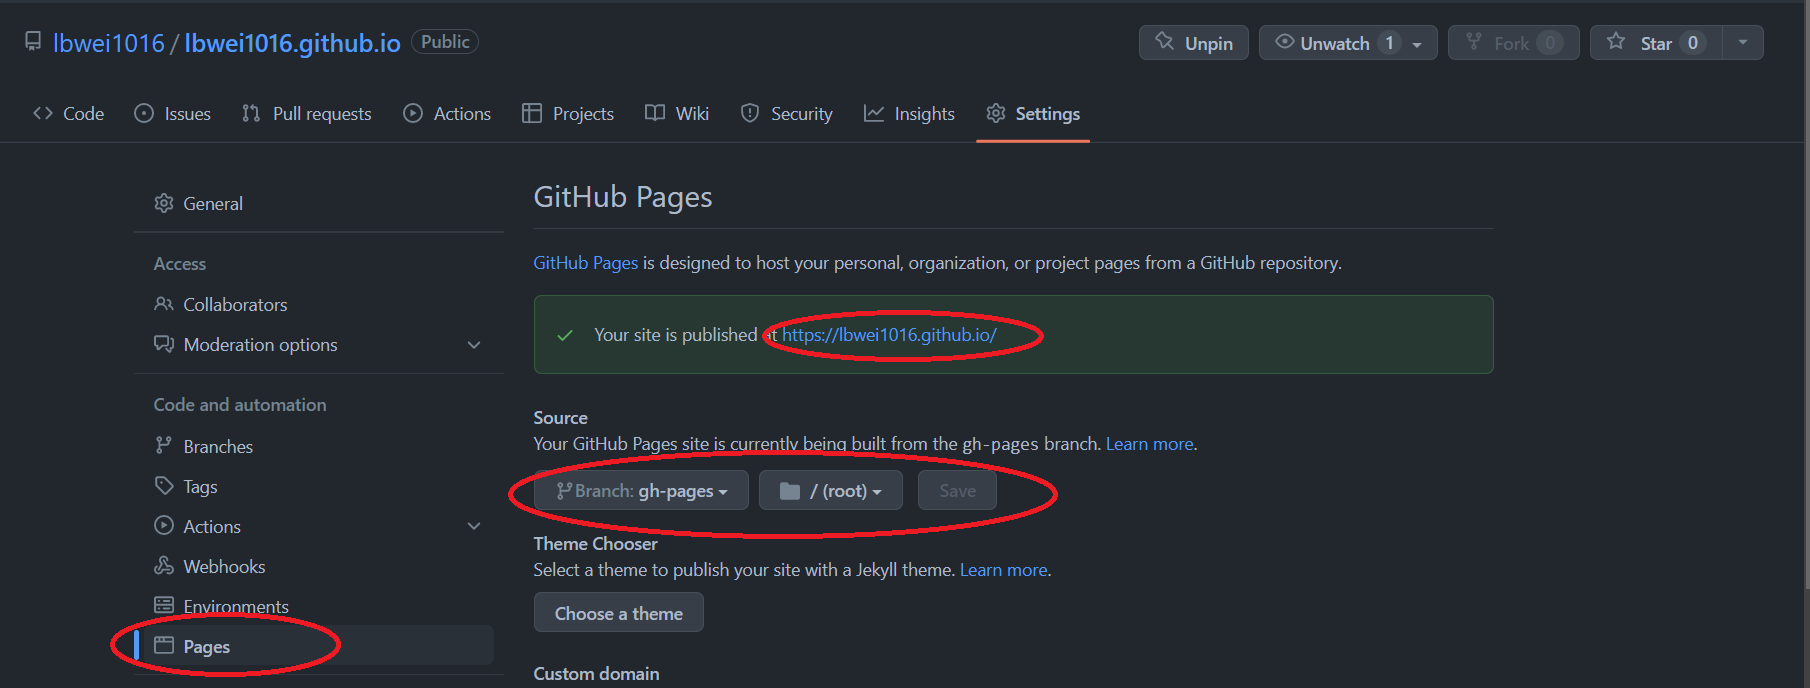 lbwei1016 / lbwei1016.github.io Public
Unpin Unwatch 1 Fork 0 Star 0
Code Issues Pull requests Actions Projects Wiki Security Insights Settings
General
Access
Collaborators
Moderation options
Code and automation
Branches
Tags
Actions
Webhooks
Environments
Pages
GitHub Pages
GitHub Pages is designed to host your personal, organization, or project pages from a GitHub repository.
Your site is published at https://lbwei1016.github.io/
Source
Your GitHub Pages site is currently being built from the gh-pages branch. Learn more.
Branch: gh-pages / (root) Save
Theme Chooser
Select a theme to publish your site with a Jekyll theme. Learn more.
Choose a theme
Custom domain